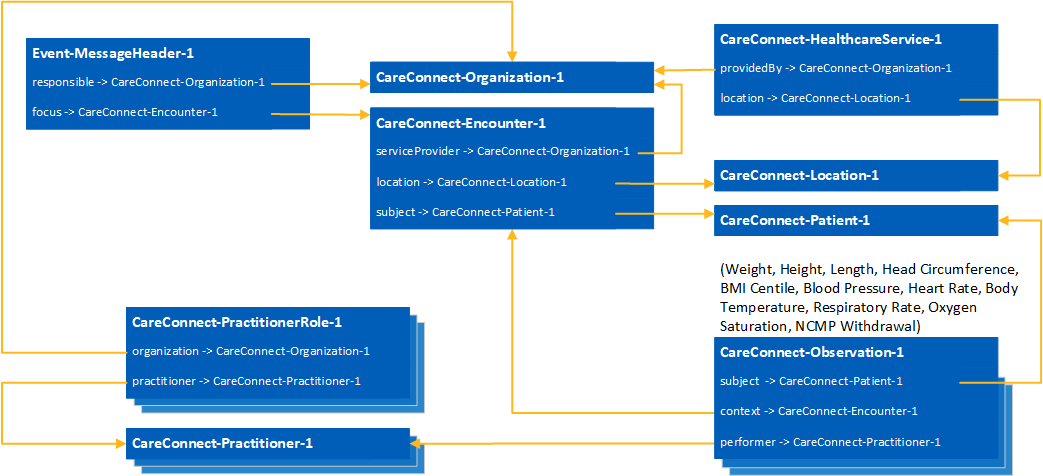 Event-MessageHeader-1
responsible -> CareConnect-Organization-1
focus -> CareConnect-Encounter-1
CareConnect-Organization-1
CareConnect-Encounter-1
serviceProvider -> CareConnect-Organization-1
location -> CareConnect-Location-1
subject -> CareConnect-Patient-1
CareConnect-HealthcareService-1
providedBy -> CareConnect-Organization-1
location -> CareConnect-Location-1
CareConnect-Location-1
CareConnect-Patient-1
(Weight, Height, Length, Head Circumference,
BMI Centile, Blood Pressure, Heart Rate, Body
Temperature, Respiratory Rate, Oxygen
Saturation, NCMP Withdrawal)
CareConnect-PractitionerRole-1
organization -> CareConnect-Organization-1
practitioner -> CareConnect-Practitioner-1
CareConnect-Practitioner-1
CareConnect-Observation-1
subject -> CareConnect-Patient-1
context -> CareConnect-Encounter-1
performer -> CareConnect-Practitioner-1